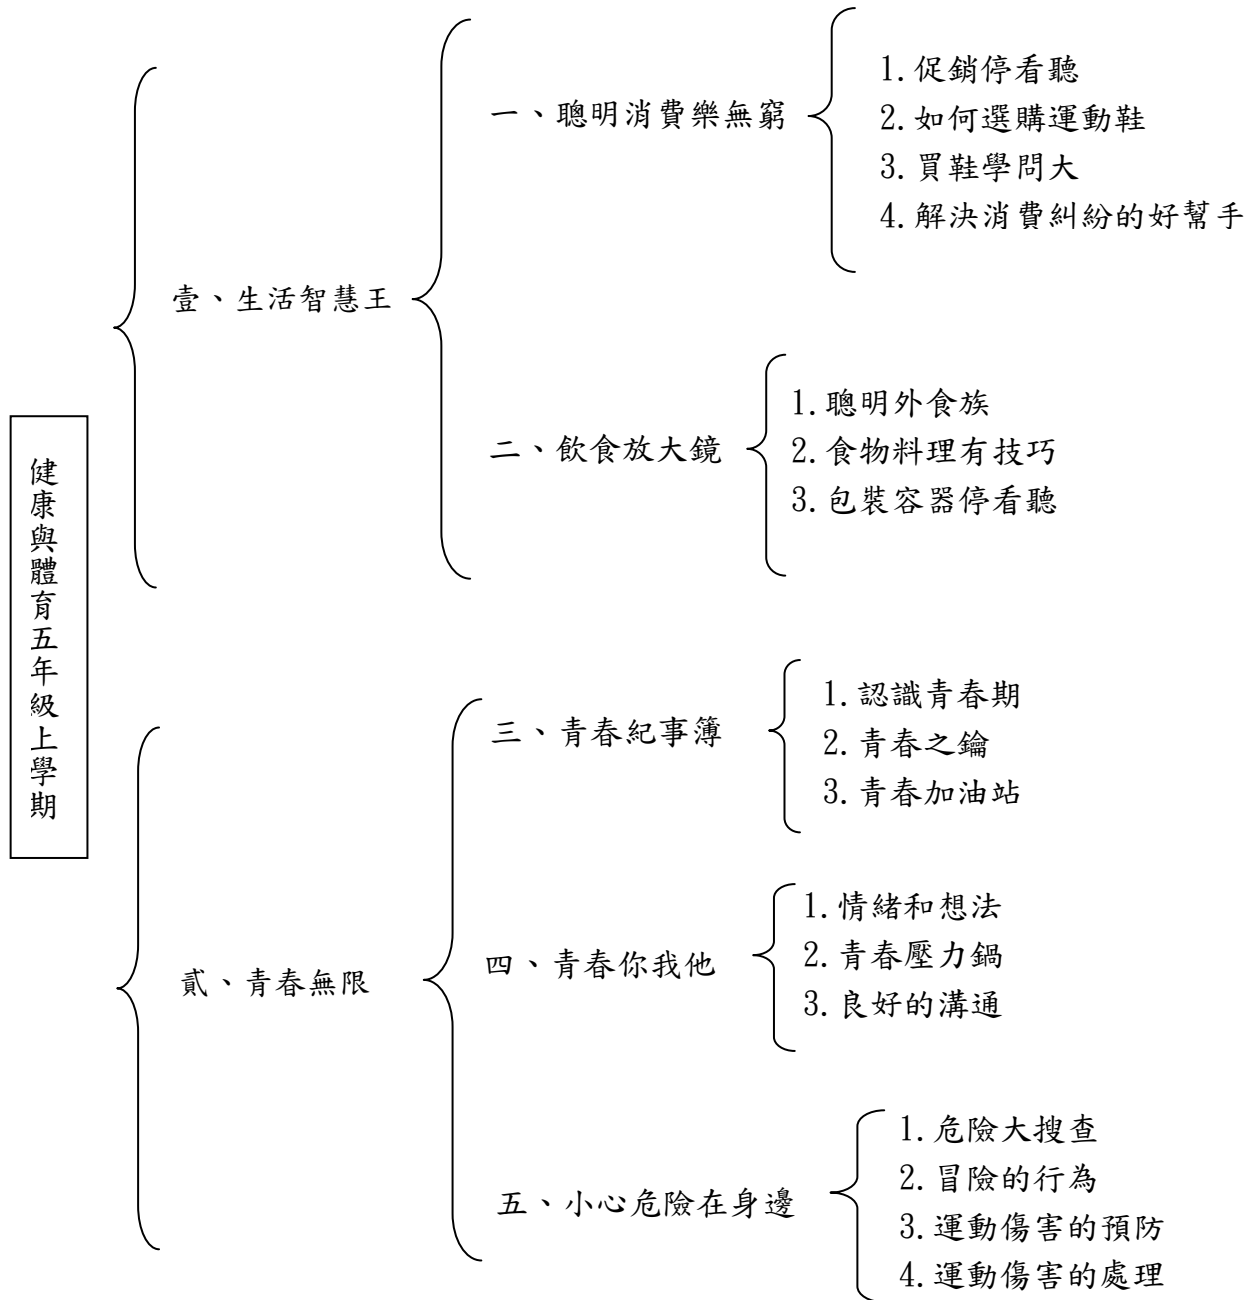 健康與體育五年級上學期
壹、生活智慧王
一、聰明消費樂無窮
1.促銷停看聽
2.如何選購運動鞋
3.買鞋學問大
4.解決消費糾紛的好幫手
二、飲食放大鏡
1.聰明外食族
2.食物料理有技巧
3.包裝容器停看聽
貳、青春無限
三、青春紀事簿
1.認識青春期
2.青春之鑰
3.青春加油站
四、青春你我他
1.情緒和想法
2.青春壓力鍋
3.良好的溝通
五、小心危險在身邊
1.危險大搜查
2.冒險的行為
3.運動傷害的預防
4.運動傷害的處理